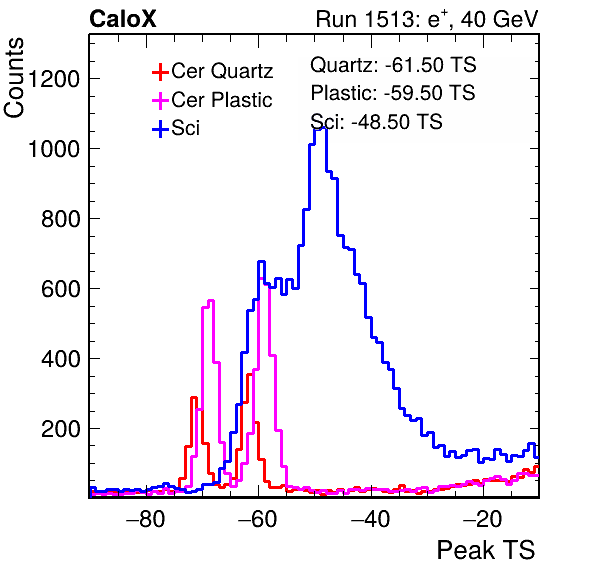 CaloX Run 1513: e⁺, 40 GeV
Counts
Cer Quartz
Cer Plastic
Sci
Quartz: -61.50 TS
Plastic: -59.50 TS
Sci: -48.50 TS
1200
1000
800
600
400
200
−80 −60 −40 −20
Peak TS